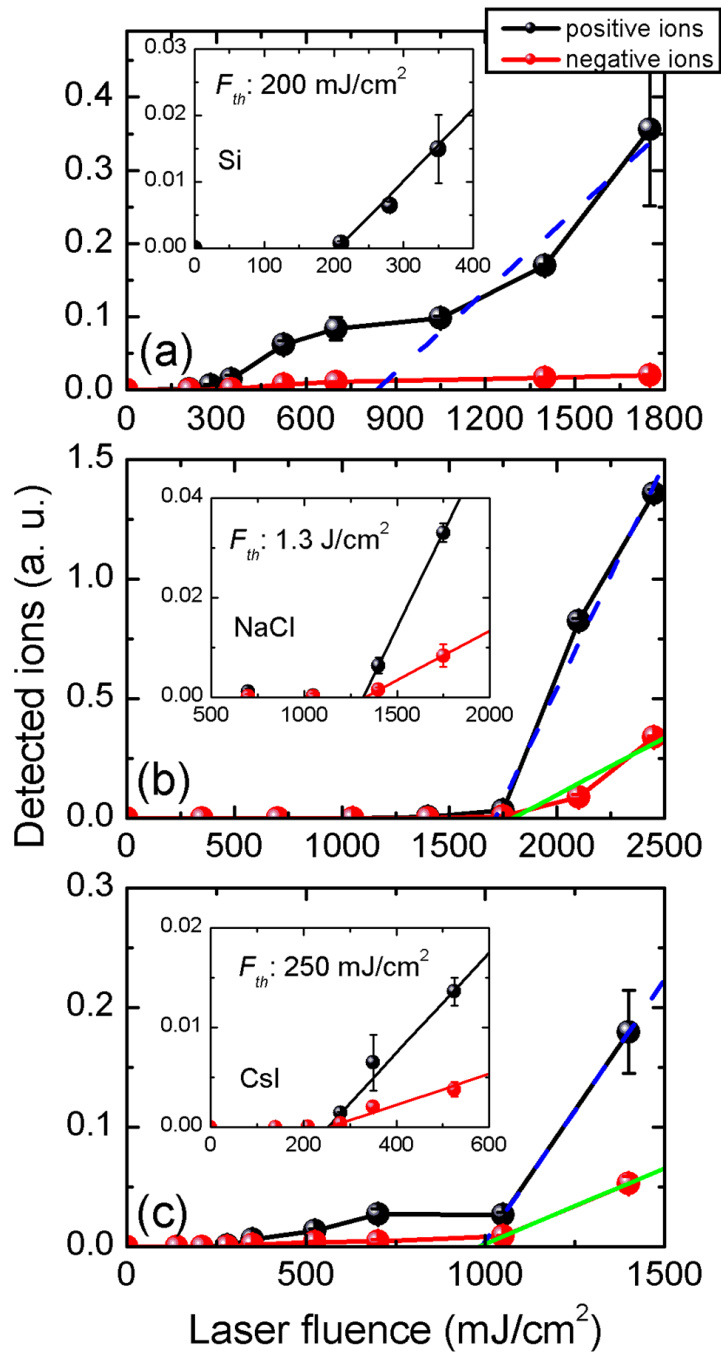 positive ions
negative ions
F_th: 200 mJ/cm²
Si
0.03
0.02
0.01
0.00
0 100 200 300 400
0.4
0.3
0.2
0.1
0.0
(a)
0 300 600 900 1200 1500 1800
Detected ions (a. u.)
F_th: 1.3 J/cm²
NaCl
0.04
0.02
0.00
500 1000 1500 2000
1.5
1.0
0.5
0.0
(b)
0 500 1000 1500 2000 2500
F_th: 250 mJ/cm²
CsI
0.02
0.01
0.00
0 200 400 600
0.3
0.2
0.1
0.0
(c)
0 500 1000 1500
Laser fluence (mJ/cm²)